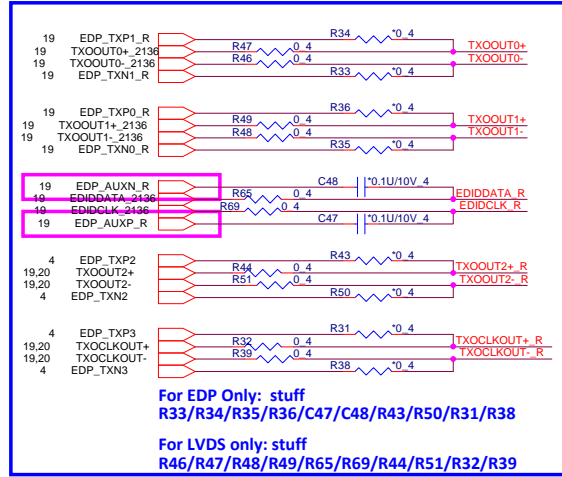 19 EDP_TXP1_R R34 *0_4
19 TXOOUT0+_2136 R47 0_4 TXOOUT0+
19 TXOOUT0-_2136 R46 0_4 TXOOUT0-
19 EDP_TXN1_R R33 *0_4
19 EDP_TXP0_R R36 *0_4
19 TXOOUT1+_2136 R49 0_4 TXOOUT1+
19 TXOOUT1-_2136 R48 0_4 TXOOUT1-
19 EDP_TXN0_R R35 *0_4
19 EDP_AUXN_R C48 *0.1U/10V_4
19 EDIDDATA_2136 R65 0_4 EDIDDATA_R
19 EDIDCLK_2136 R69 0_4 EDIDCLK_R
19 EDP_AUXP_R C47 *0.1U/10V_4
4 EDP_TXP2 R43 *0_4
19,20 TXOOUT2+ R44 0_4 TXOOUT2+_R
19,20 TXOOUT2- R51 0_4 TXOOUT2-_R
4 EDP_TXN2 R50 *0_4
4 EDP_TXP3 R31 *0_4
19,20 TXOCLKOUT+ R32 0_4 TXOCLKOUT+_R
19,20 TXOCLKOUT- R39 0_4 TXOCLKOUT-_R
4 EDP_TXN3 R38 *0_4
For EDP Only: stuff
R33/R34/R35/R36/C47/C48/R43/R50/R31/R38
For LVDS only: stuff
R46/R47/R48/R49/R65/R69/R44/R51/R32/R39